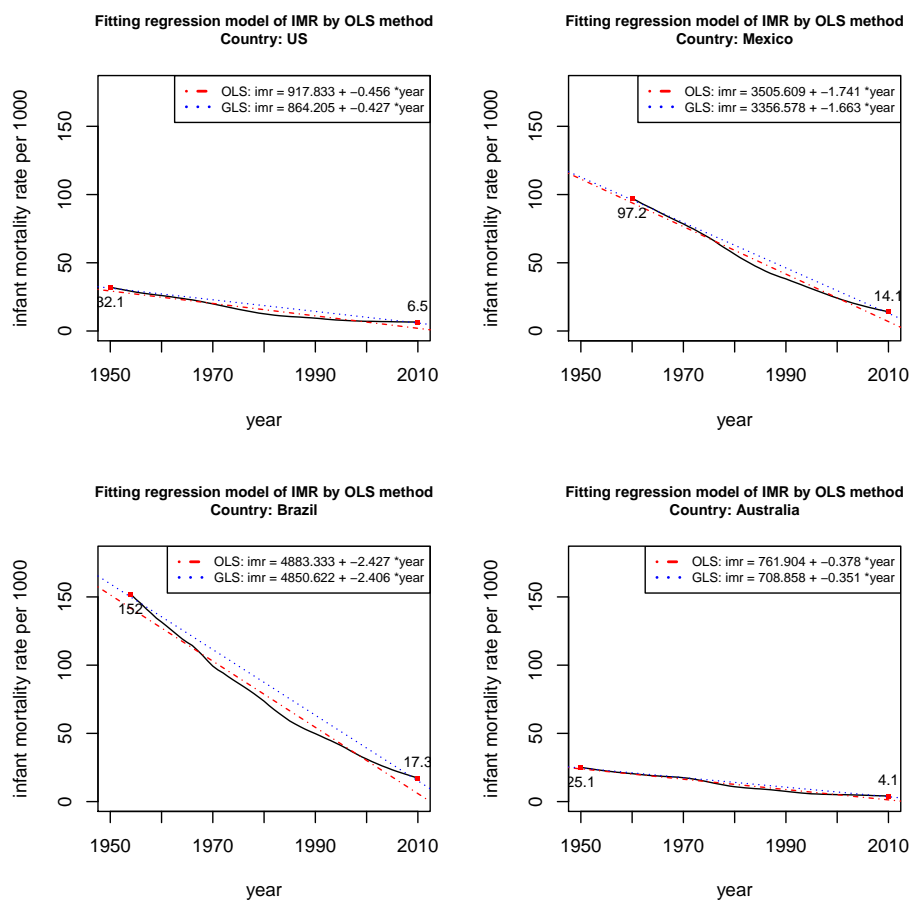 Fitting regression model of IMR by OLS method
Country: US
OLS: imr = 917.833 + −0.456 *year
GLS: imr = 864.205 + −0.427 *year
infant mortality rate per 1000
150
100
50
0
32.1
6.5
1950 1970 1990 2010
year
Fitting regression model of IMR by OLS method
Country: Mexico
OLS: imr = 3505.609 + −1.741 *year
GLS: imr = 3356.578 + −1.663 *year
infant mortality rate per 1000
150
100
50
0
97.2
14.1
1950 1970 1990 2010
year
Fitting regression model of IMR by OLS method
Country: Brazil
OLS: imr = 4883.333 + −2.427 *year
GLS: imr = 4850.622 + −2.406 *year
infant mortality rate per 1000
150
100
50
0
152
17.3
1950 1970 1990 2010
year
Fitting regression model of IMR by OLS method
Country: Australia
OLS: imr = 761.904 + −0.378 *year
GLS: imr = 708.858 + −0.351 *year
infant mortality rate per 1000
150
100
50
0
25.1
4.1
1950 1970 1990 2010
year